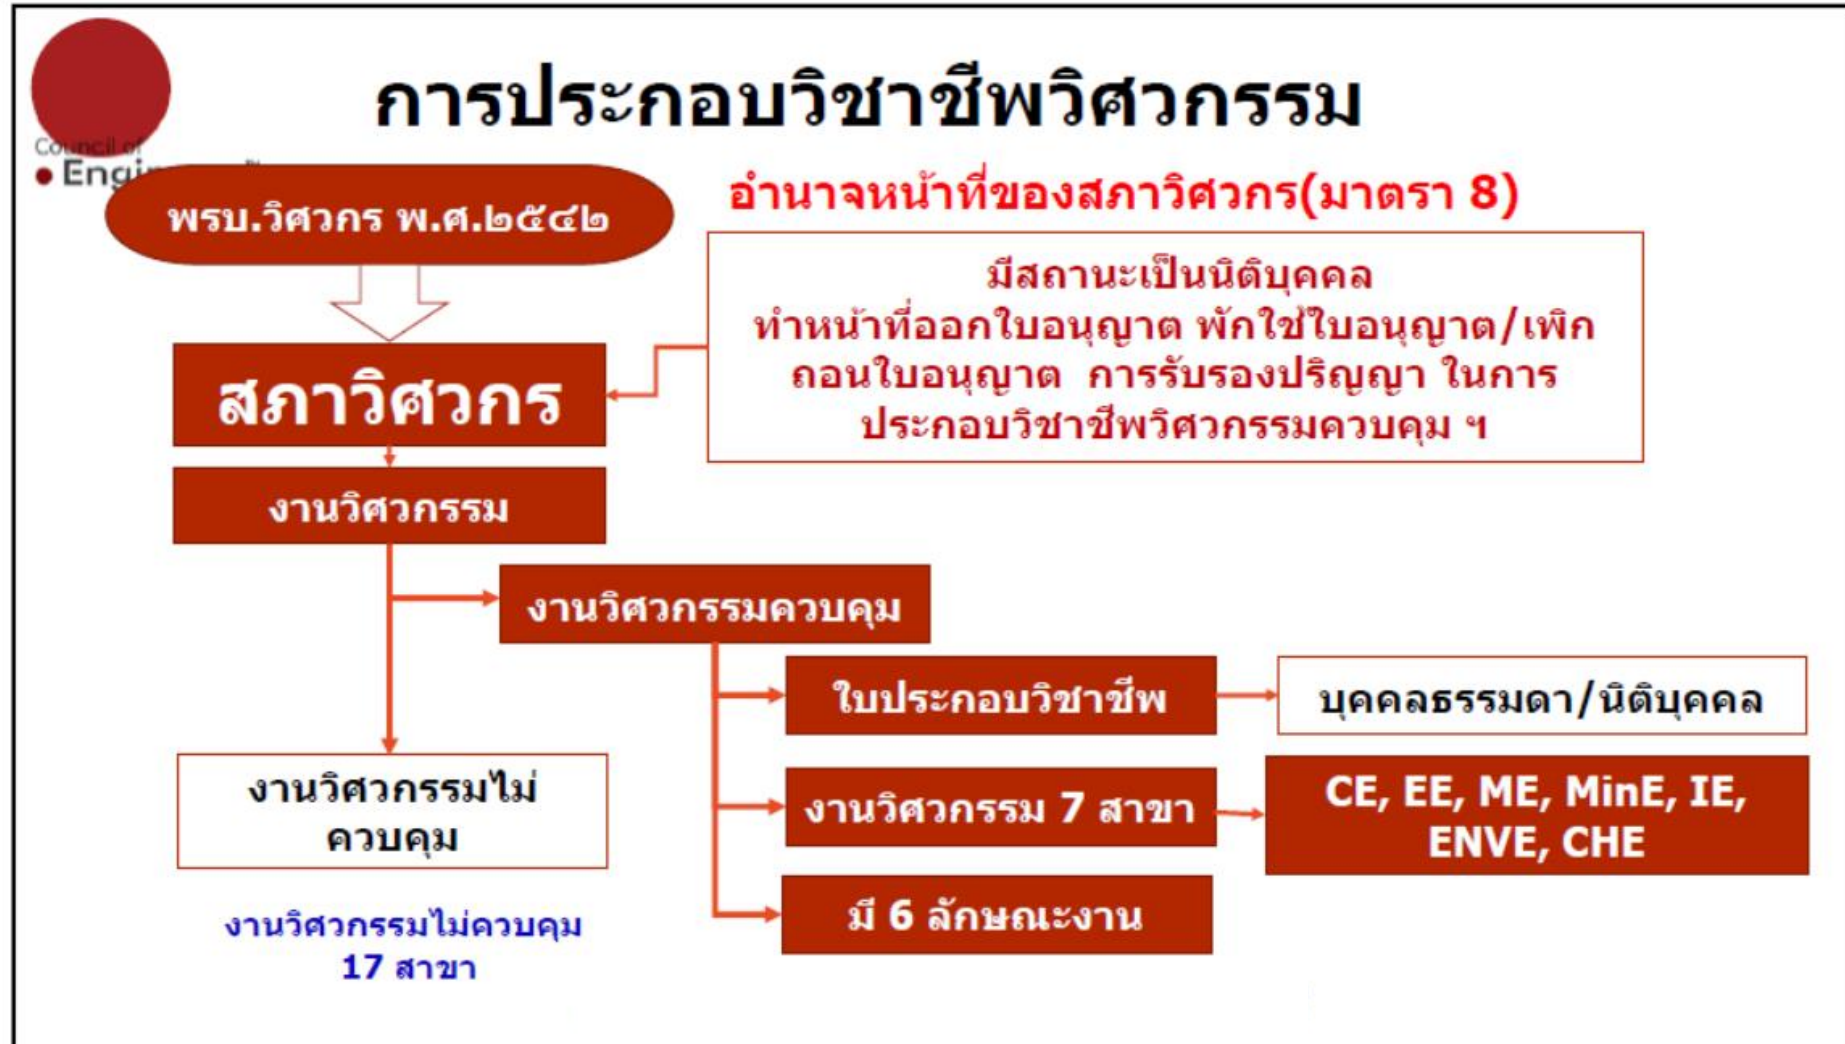 การประกอบวิชาชีพวิศวกรรม
Council of
พรบ.วิศวกร พ.ศ.๒๕๔๒
อำนาจหน้าที่ของสภาวิศวกร(มาตรา 8)
มีสถานะเป็นนิติบุคคล
ทำหน้าที่ออกใบอนุญาต พักใช้ใบอนุญาต/เพิก
ถอนใบอนุญาต การรับรองปริญญา ในการ
ประกอบวิชาชีพวิศวกรรมควบคุม ฯ
สภาวิศวกร
งานวิศวกรรม
งานวิศวกรรมควบคุม
ใบประกอบวิชาชีพ
บุคคลธรรมดา/นิติบุคคล
งานวิศวกรรมไม่
ควบคุม
งานวิศวกรรม 7 สาขา
CE, EE, ME, MinE, IE,
ENVE, CHE
มี 6 ลักษณะงาน
งานวิศวกรรมไม่ควบคุม
17 สาขา